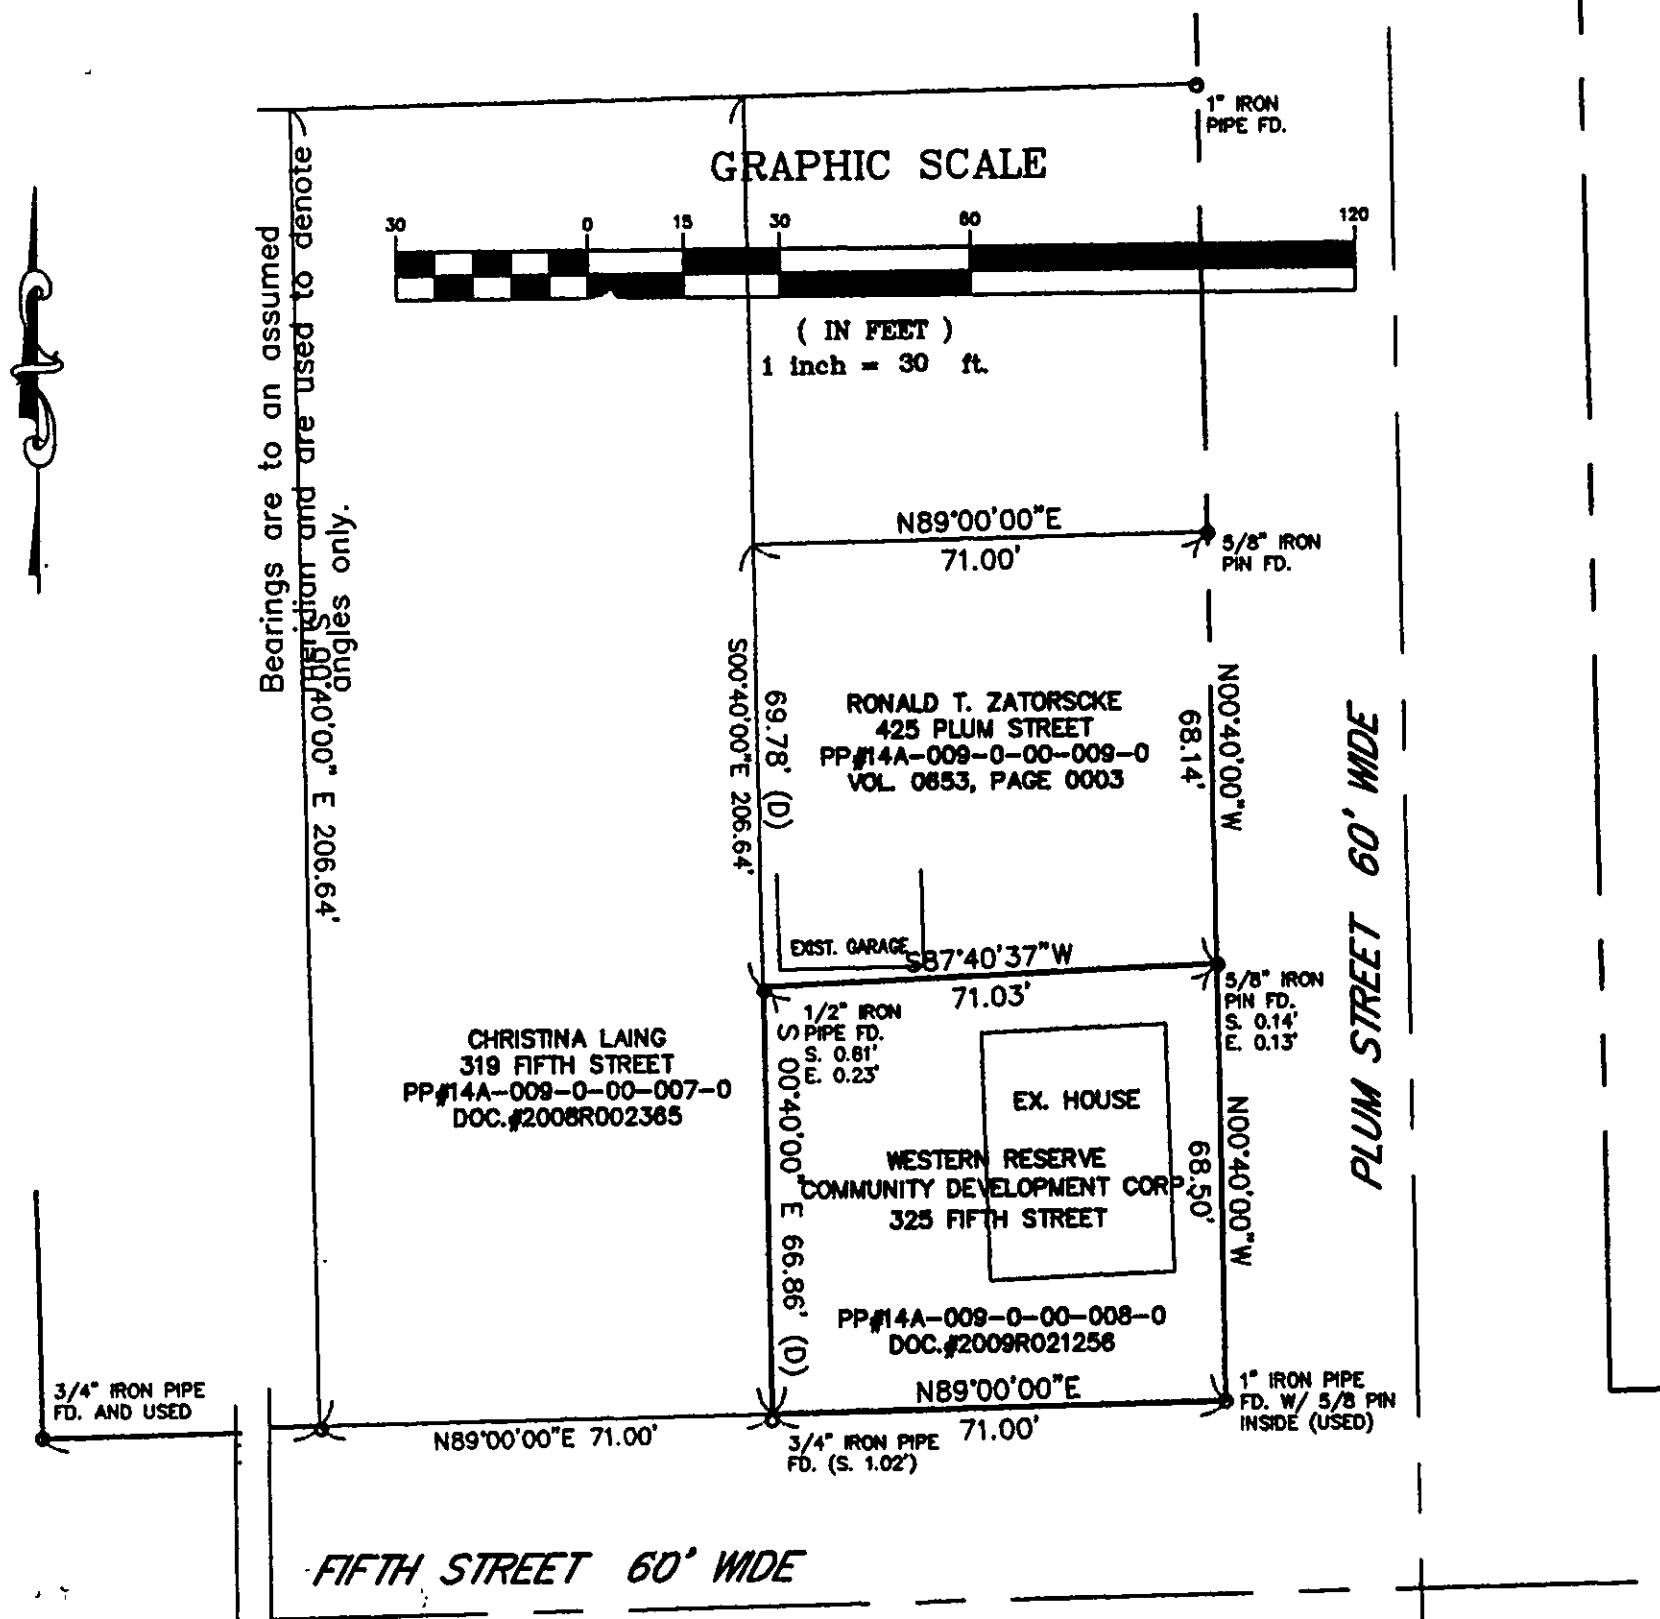 1" IRON
PIPE FD.
GRAPHIC SCALE
30 0 15 30 60 120
( IN FEET )
1 inch = 30 ft.
Bearings are to an assumed
meridian and are used to denote
angles only.
S 00°40'00" E 206.64'
N89°00'00"E
71.00'
5/8" IRON
PIN FD.
S00°40'00"E 206.64'
69.78' (D)
RONALD T. ZATORSCKE
425 PLUM STREET
PP#14A-009-0-00-009-0
VOL. 0653, PAGE 0003
N00°40'00"W
68.14'
PLUM STREET 60' WIDE
EXIST. GARAGE
S87°40'37"W
71.03'
5/8" IRON
PIN FD.
S. 0.14'
E. 0.13'
1/2" IRON
PIPE FD.
S. 0.61'
E. 0.23'
CHRISTINA LAING
319 FIFTH STREET
PP#14A-009-0-00-007-0
DOC.#2008R002365
S 00°40'00" E 66.86' (D)
EX. HOUSE
WESTERN RESERVE
COMMUNITY DEVELOPMENT CORP.
325 FIFTH STREET
N00°40'00"W
68.50'
PP#14A-009-0-00-008-0
DOC.#2009R021256
N89°00'00"E
71.00'
1" IRON PIPE
FD. W/ 5/8 PIN
INSIDE (USED)
3/4" IRON PIPE
FD. AND USED
N89°00'00"E 71.00'
3/4" IRON PIPE
FD. (S. 1.02')
FIFTH STREET 60' WIDE